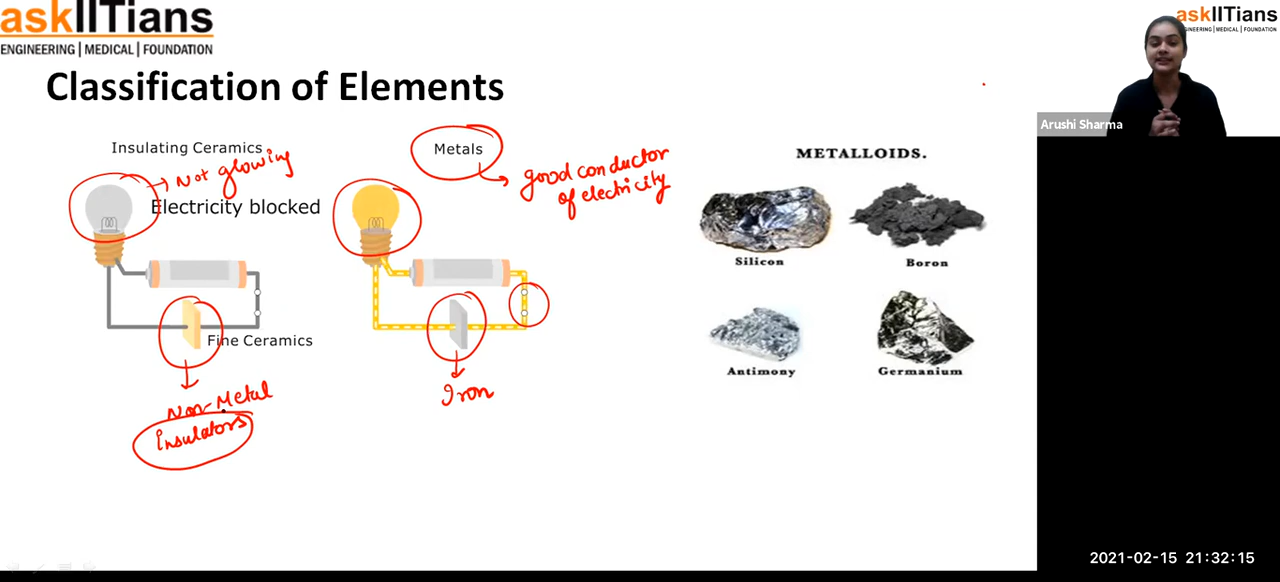 askIITians
ENGINEERING | MEDICAL | FOUNDATION
Classification of Elements
Insulating Ceramics
Not glowing
Electricity blocked
Fine Ceramics
Non-Metal
Insulators
Metals
good conductor
of electricity
Iron
METALLOIDS.
Silicon
Boron
Antimony
Germanium
askIITians
ENGINEERING | MEDICAL | FOUNDATION
Arushi Sharma
2021-02-15 21:32:15